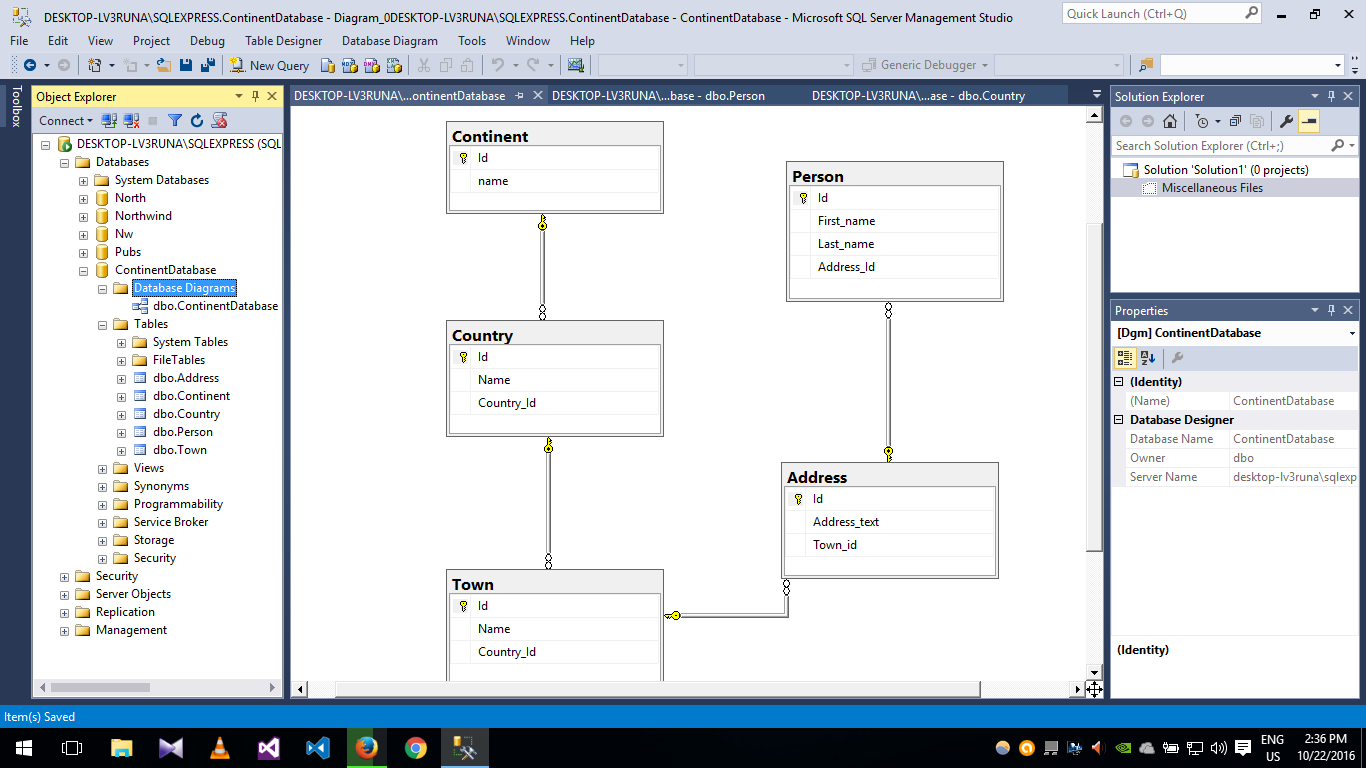 DESKTOP-LV3RUNA\SQLEXPRESS.ContinentDatabase - Diagram_0DESKTOP-LV3RUNA\SQLEXPRESS.ContinentDatabase - ContinentDatabase - Microsoft SQL Server Management Studio
Quick Launch (Ctrl+Q)
File Edit View Project Debug Table Designer Database Diagram Tools Window Help
New Query
Generic Debugger
Toolbox
Object Explorer
Connect
DESKTOP-LV3RUNA\SQLEXPRESS (SQL
Databases
System Databases
North
Northwind
Nw
Pubs
ContinentDatabase
Database Diagrams
dbo.ContinentDatabase
Tables
System Tables
FileTables
dbo.Address
dbo.Continent
dbo.Country
dbo.Person
dbo.Town
Views
Synonyms
Programmability
Service Broker
Storage
Security
Security
Server Objects
Replication
Management
DESKTOP-LV3RUNA\...ontinentDatabase
DESKTOP-LV3RUNA\...base - dbo.Person
DESKTOP-LV3RUNA\...ase - dbo.Country
Continent
Id
name
Country
Id
Name
Country_Id
Town
Id
Name
Country_Id
Person
Id
First_name
Last_name
Address_Id
Address
Id
Address_text
Town_id
Solution Explorer
Search Solution Explorer (Ctrl+;)
Solution 'Solution1' (0 projects)
Miscellaneous Files
Properties
[Dgm] ContinentDatabase
(Identity)
(Name) ContinentDatabase
Database Designer
Database Name ContinentDatabase
Owner dbo
Server Name desktop-lv3runa\sqlexp
(Identity)
Item(s) Saved
ENG
US
2:36 PM
10/22/2016